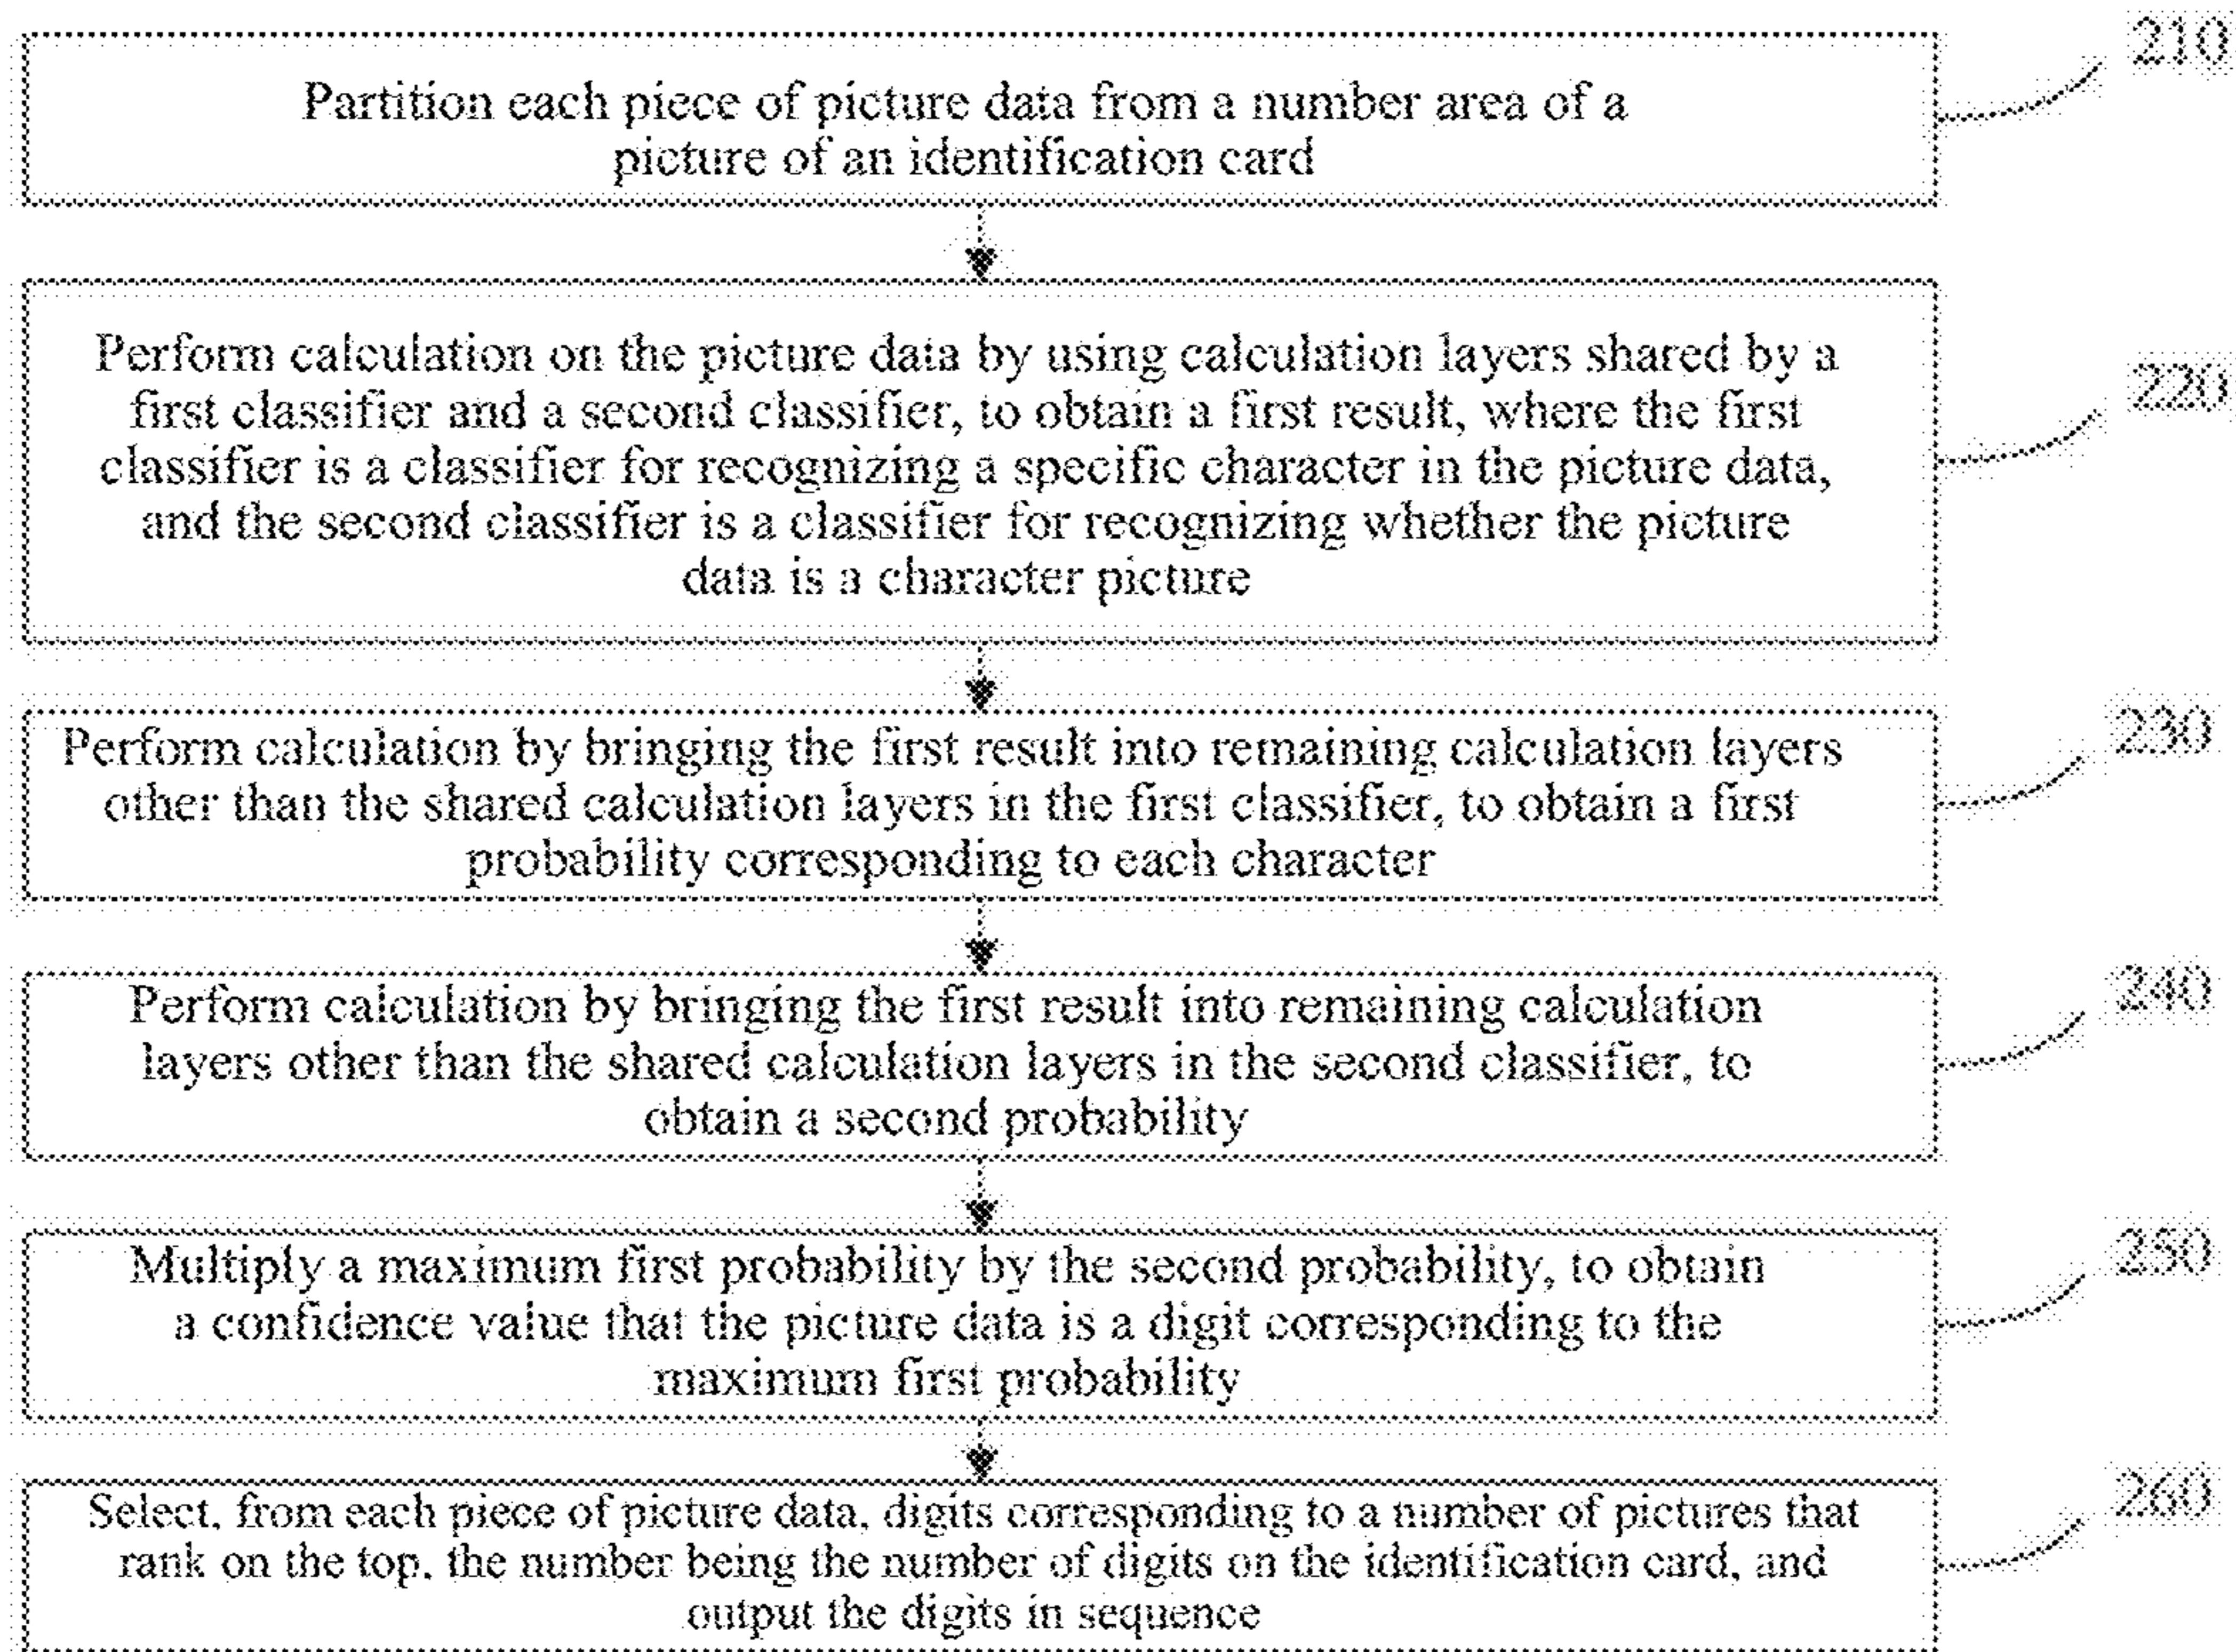 210
Partition each piece of picture data from a number area of a
picture of an identification card
Perform calculation on the picture data by using calculation layers shared by a
first classifier and a second classifier, to obtain a first result, where the first
classifier is a classifier for recognizing a specific character in the picture data,
and the second classifier is a classifier for recognizing whether the picture
data is a character picture
220
Perform calculation by bringing the first result into remaining calculation layers
other than the shared calculation layers in the first classifier, to obtain a first
probability corresponding to each character
230
Perform calculation by bringing the first result into remaining calculation
layers other than the shared calculation layers in the second classifier, to
obtain a second probability
240
Multiply a maximum first probability by the second probability, to obtain
a confidence value that the picture data is a digit corresponding to the
maximum first probability
250
Select, from each piece of picture data, digits corresponding to a number of pictures that
rank on the top, the number being the number of digits on the identification card, and
output the digits in sequence
260